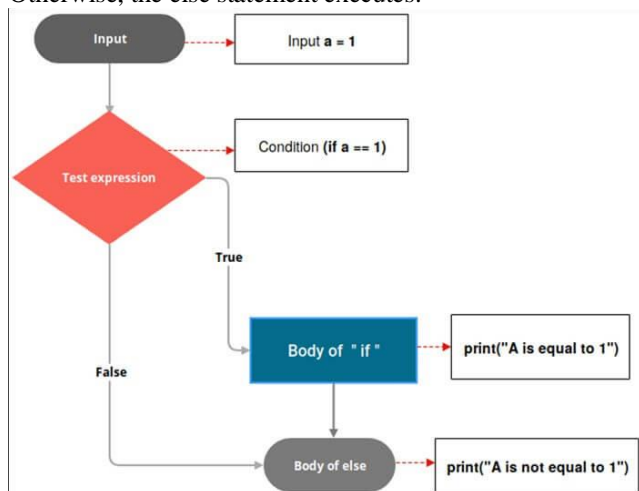 Otherwise, the else statement executes.
Input
Input a = 1
Condition (if a == 1)
Test expression
True
Body of " if "
print("A is equal to 1")
False
Body of else
print("A is not equal to 1")